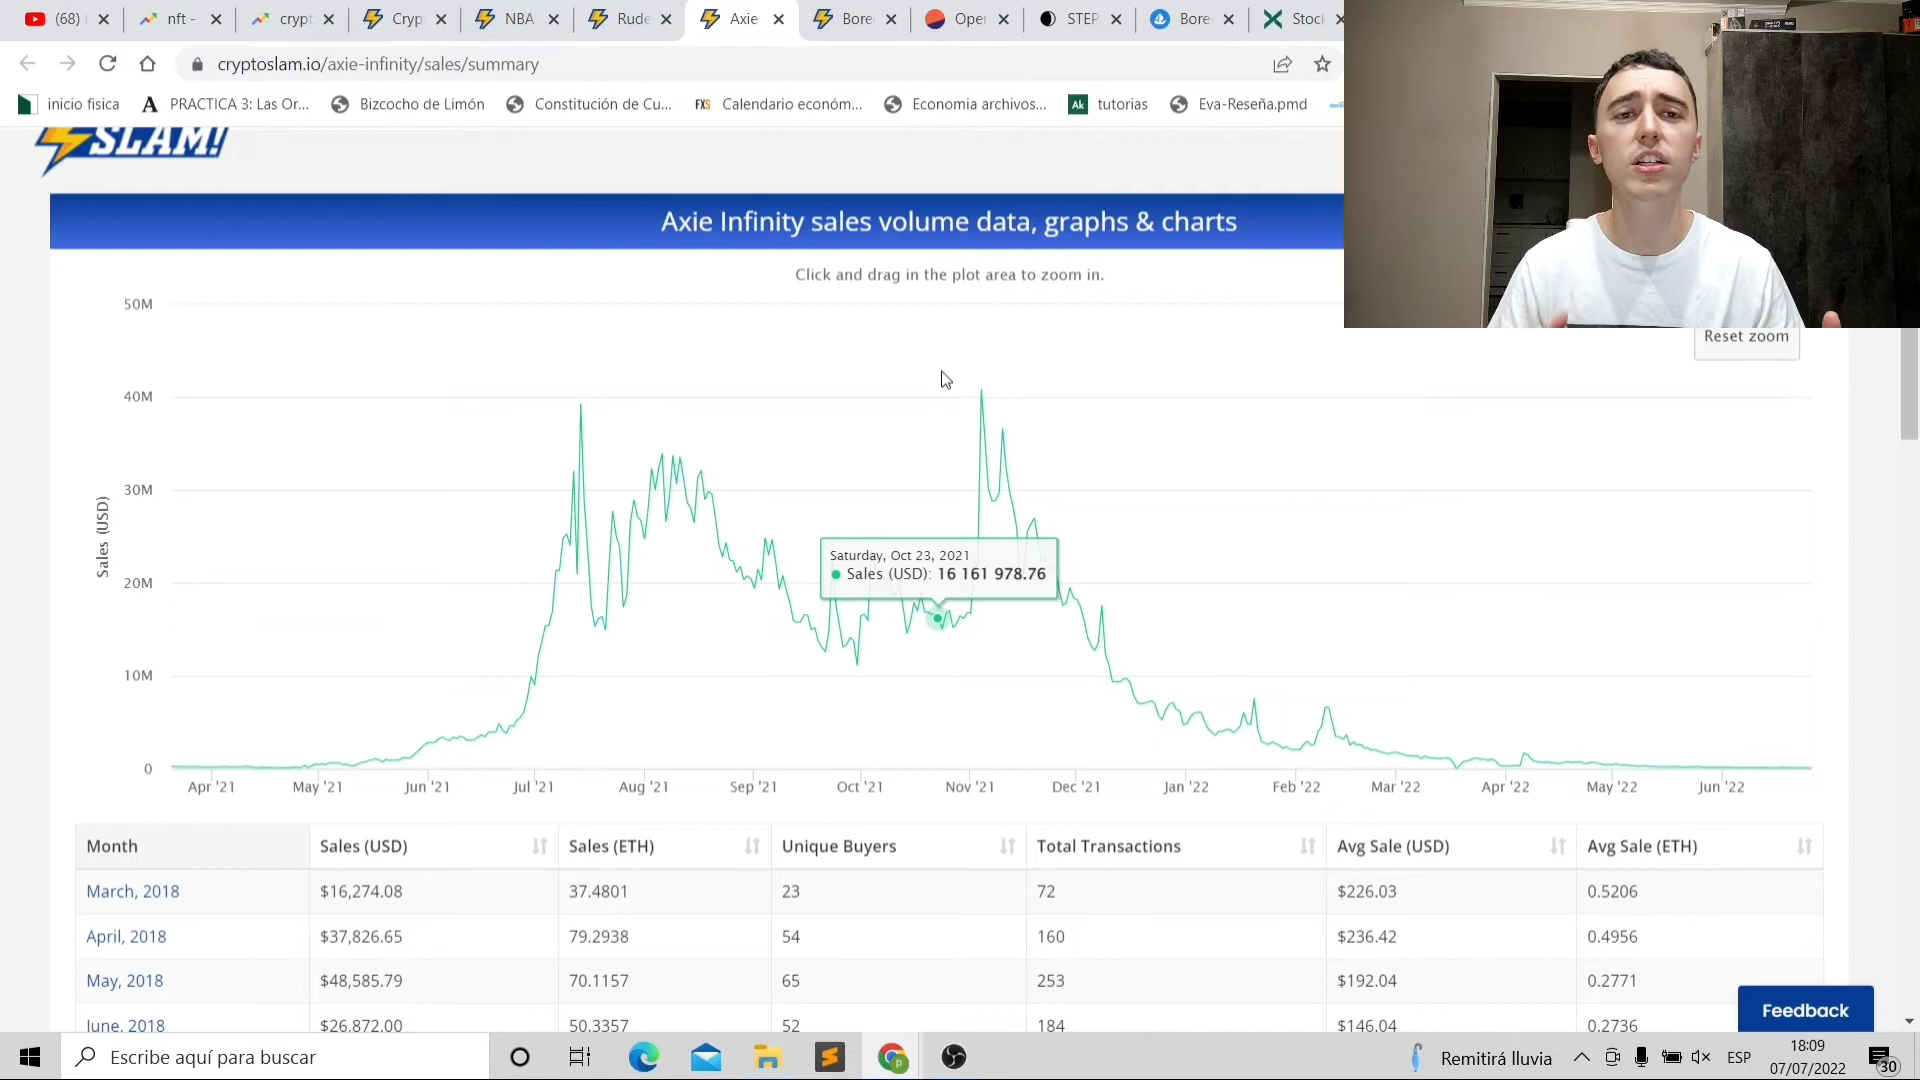 (68)
nft -
crypt
Cryp
NBA
Rude
Axie
Bore
Oper
STEP
Bore
Stoc
cryptoslam.io/axie-infinity/sales/summary
inicio fisica
A PRACTICA 3: Las Or...
Bizcocho de Limón
Constitución de Cu...
FXS Calendario económ...
Economia archivos...
Ak tutorias
Eva-Reseña.pmd
SLAM!
Axie Infinity sales volume data, graphs & charts
Click and drag in the plot area to zoom in.
Reset zoom
50M
40M
30M
20M
10M
0
Sales (USD)
Saturday, Oct 23, 2021
Sales (USD): 16 161 978.76
Apr '21 May '21 Jun '21 Jul '21 Aug '21 Sep '21 Oct '21 Nov '21 Dec '21 Jan '22 Feb '22 Mar '22 Apr '22 May '22 Jun '22
Month Sales (USD) Sales (ETH) Unique Buyers Total Transactions Avg Sale (USD) Avg Sale (ETH)
March, 2018 $16,274.08 37.4801 23 72 $226.03 0.5206
April, 2018 $37,826.65 79.2938 54 160 $236.42 0.4956
May, 2018 $48,585.79 70.1157 65 253 $192.04 0.2771
June, 2018 $26,872.00 50.3357 52 184 $146.04 0.2736
Feedback
Escribe aquí para buscar
Remitirá lluvia
ESP
18:09
07/07/2022
30